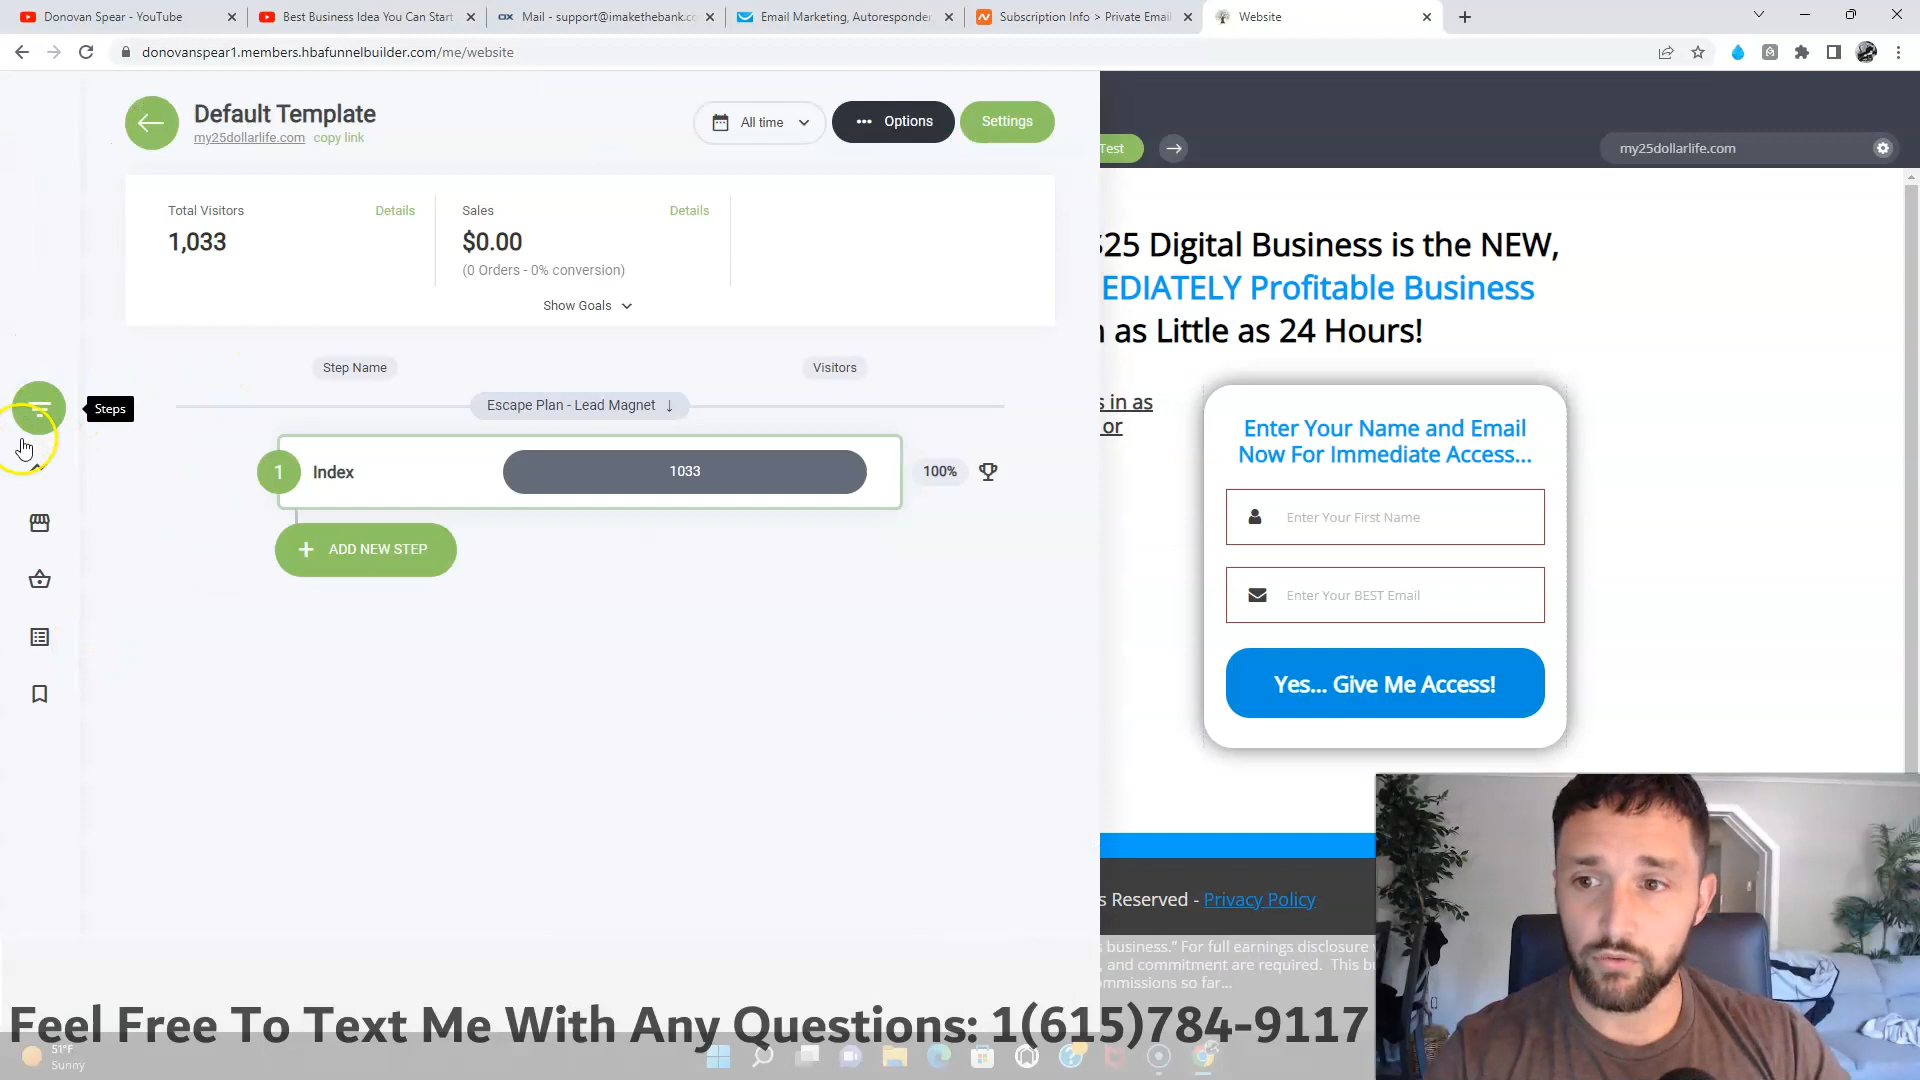 Donovan Spear - YouTube
Best Business Idea You Can Start
Mail - support@imakethebank.c
Email Marketing, Autoresponder
Subscription Info > Private Email
Website
donovanspear1.members.hbafunnelbuilder.com/me/website
Default Template
my25dollarlife.com copy link
All time
Options
Settings
Test
my25dollarlife.com
Total Visitors
Details
1,033
Sales
Details
$0.00
(0 Orders - 0% conversion)
Show Goals
Step Name
Visitors
Steps
Escape Plan - Lead Magnet ↓
1
Index
1033
100%
+ ADD NEW STEP
$25 Digital Business is the NEW,
EDIATELY Profitable Business
as Little as 24 Hours!
s in as
or
Enter Your Name and Email
Now For Immediate Access...
Enter Your First Name
Enter Your BEST Email
Yes... Give Me Access!
s Reserved - Privacy Policy
business.” For full earnings disclosure
, and commitment are required. This bu
ommissions so far...
Feel Free To Text Me With Any Questions: 1(615)784-9117
51°F
Sunny